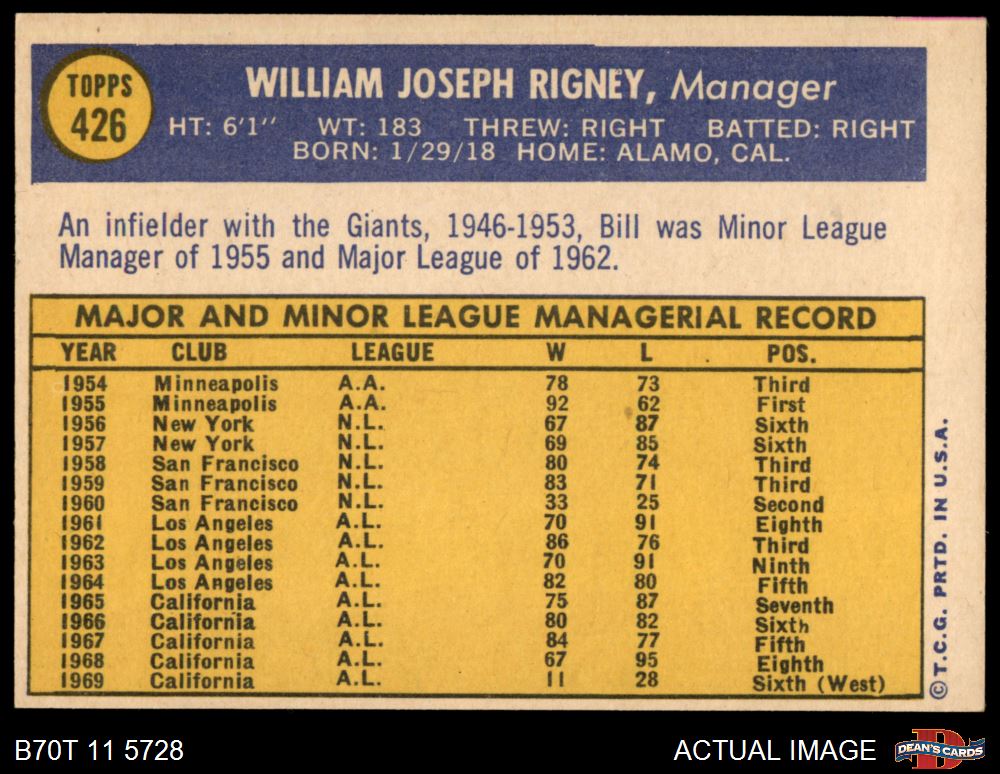 TOPPS
426
WILLIAM JOSEPH RIGNEY, Manager
HT: 6'1" WT: 183 THREW: RIGHT BATTED: RIGHT
BORN: 1/29/18 HOME: ALAMO, CAL.
An infielder with the Giants, 1946-1953, Bill was Minor League
Manager of 1955 and Major League of 1962.
MAJOR AND MINOR LEAGUE MANAGERIAL RECORD
YEAR CLUB LEAGUE W L POS.
1954 Minneapolis A.A. 78 73 Third
1955 Minneapolis A.A. 92 62 First
1956 New York N.L. 67 87 Sixth
1957 New York N.L. 69 85 Sixth
1958 San Francisco N.L. 80 74 Third
1959 San Francisco N.L. 83 71 Third
1960 San Francisco N.L. 33 25 Second
1961 Los Angeles A.L. 70 91 Eighth
1962 Los Angeles A.L. 86 76 Third
1963 Los Angeles A.L. 70 91 Ninth
1964 Los Angeles A.L. 82 80 Fifth
1965 California A.L. 75 87 Seventh
1966 California A.L. 80 82 Sixth
1967 California A.L. 84 77 Fifth
1968 California A.L. 67 95 Eighth
1969 California A.L. 11 28 Sixth (West)
© T.C.G. PRTD. IN U.S.A.
B70T 11 5728
ACTUAL IMAGE
D
DEAN'S CARDS